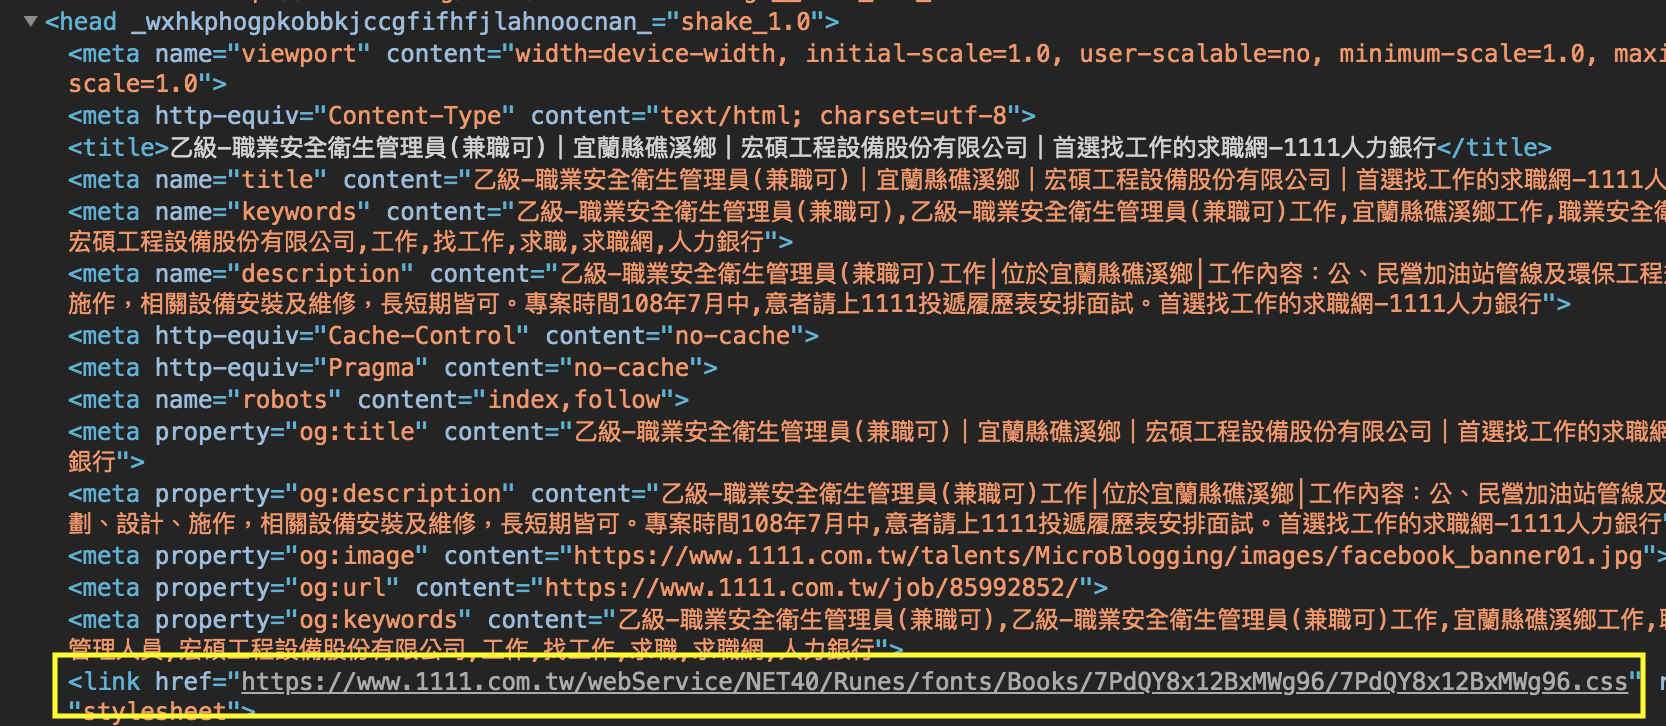 <head _wxhkphogpkobbkjccgfifhfjlahnoocnan_="shake_1.0">
<meta name="viewport" content="width=device-width, initial-scale=1.0, user-scalable=no, minimum-scale=1.0, maxi
scale=1.0">
<meta http-equiv="Content-Type" content="text/html; charset=utf-8">
<title>乙級-職業安全衛生管理員(兼職可)｜宜蘭縣礁溪鄉｜宏碩工程設備股份有限公司｜首選找工作的求職網-1111人力銀行</title>
<meta name="title" content="乙級-職業安全衛生管理員(兼職可)｜宜蘭縣礁溪鄉｜宏碩工程設備股份有限公司｜首選找工作的求職網-1111人
<meta name="keywords" content="乙級-職業安全衛生管理員(兼職可),乙級-職業安全衛生管理員(兼職可)工作,宜蘭縣礁溪鄉工作,職業安全衛
宏碩工程設備股份有限公司,工作,找工作,求職,求職網,人力銀行">
<meta name="description" content="乙級-職業安全衛生管理員(兼職可)工作│位於宜蘭縣礁溪鄉│工作內容：公、民營加油站管線及環保工程
施作，相關設備安裝及維修，長短期皆可。專案時間108年7月中,意者請上1111投遞履歷表安排面試。首選找工作的求職網-1111人力銀行">
<meta http-equiv="Cache-Control" content="no-cache">
<meta http-equiv="Pragma" content="no-cache">
<meta name="robots" content="index,follow">
<meta property="og:title" content="乙級-職業安全衛生管理員(兼職可)｜宜蘭縣礁溪鄉｜宏碩工程設備股份有限公司｜首選找工作的求職網
銀行">
<meta property="og:description" content="乙級-職業安全衛生管理員(兼職可)工作│位於宜蘭縣礁溪鄉│工作內容：公、民營加油站管線及
劃、設計、施作，相關設備安裝及維修，長短期皆可。專案時間108年7月中,意者請上1111投遞履歷表安排面試。首選找工作的求職網-1111人力銀行"
<meta property="og:image" content="https://www.1111.com.tw/talents/MicroBlogging/images/facebook_banner01.jpg">
<meta property="og:url" content="https://www.1111.com.tw/job/85992852/">
<meta property="og:keywords" content="乙級-職業安全衛生管理員(兼職可),乙級-職業安全衛生管理員(兼職可)工作,宜蘭縣礁溪鄉工作,
管理人員,宏碩工程設備股份有限公司,工作,找工作,求職,求職網,人力銀行">
<link href="https://www.1111.com.tw/webService/NET40/Runes/fonts/Books/7PdQY8x12BxMWg96/7PdQY8x12BxMWg96.css" r
"stylesheet">